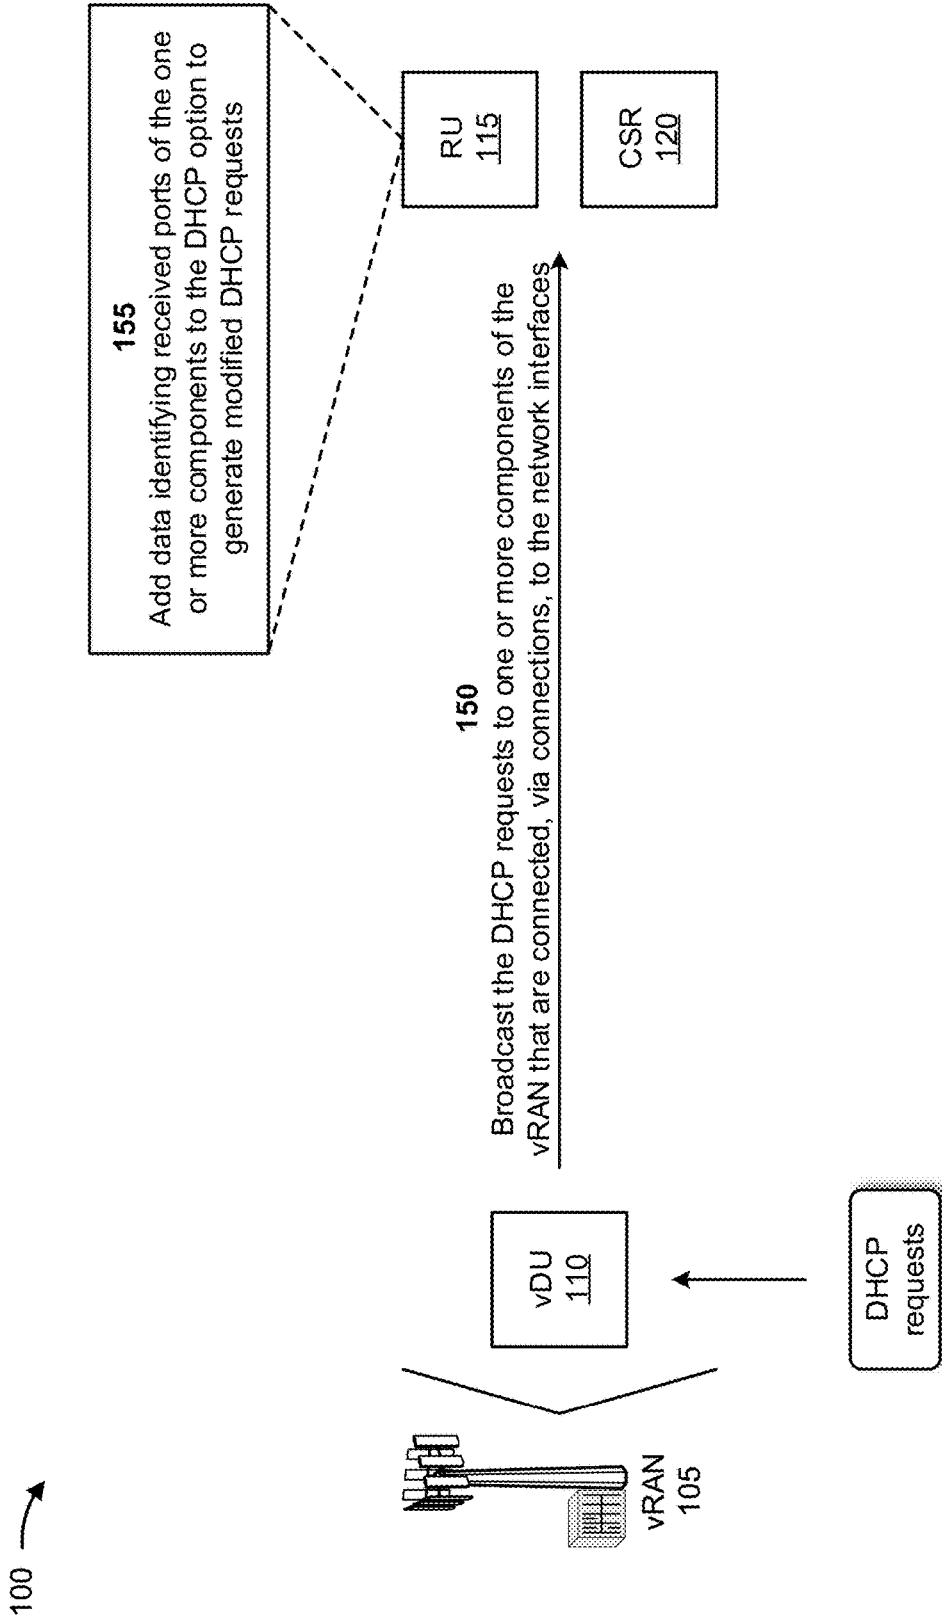 100
vRAN
105
vDU
110
DHCP
requests
150
Broadcast the DHCP requests to one or more components of the
vRAN that are connected, via connections, to the network interfaces
155
Add data identifying received ports of the one
or more components to the DHCP option to
generate modified DHCP requests
RU
115
CSR
120